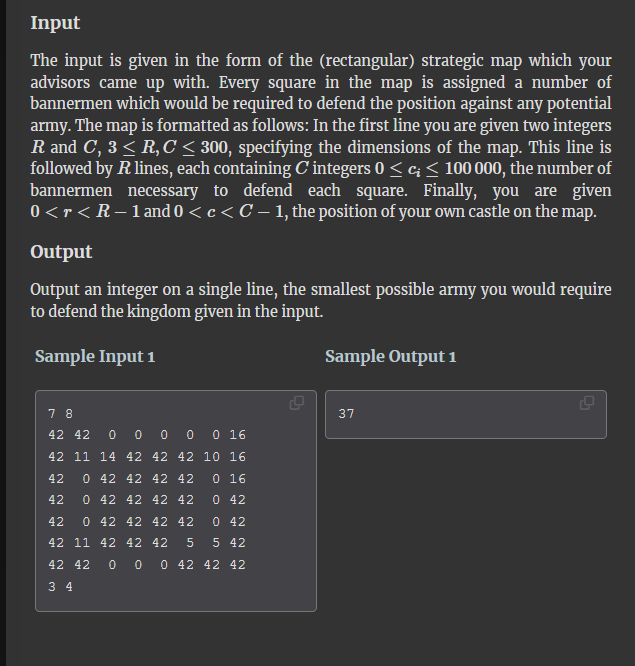 Input
The input is given in the form of the (rectangular) strategic map which your
advisors came up with. Every square in the map is assigned a number of
bannermen which would be required to defend the position against any potential
army. The map is formatted as follows: In the first line you are given two integers
R and C, 3 ≤ R, C ≤ 300, specifying the dimensions of the map. This line is
followed by R lines, each containing C integers 0 ≤ cᵢ ≤ 100 000, the number of
bannermen necessary to defend each square. Finally, you are given
0 < r < R − 1 and 0 < c < C − 1, the position of your own castle on the map.
Output
Output an integer on a single line, the smallest possible army you would require
to defend the kingdom given in the input.
Sample Input 1
7 8
42 42 0 0 0 0 0 16
42 11 14 42 42 42 10 16
42 0 42 42 42 42 0 16
42 0 42 42 42 42 0 42
42 0 42 42 42 42 0 42
42 11 42 42 42 5 5 42
42 42 0 0 0 42 42 42
3 4
Sample Output 1
37